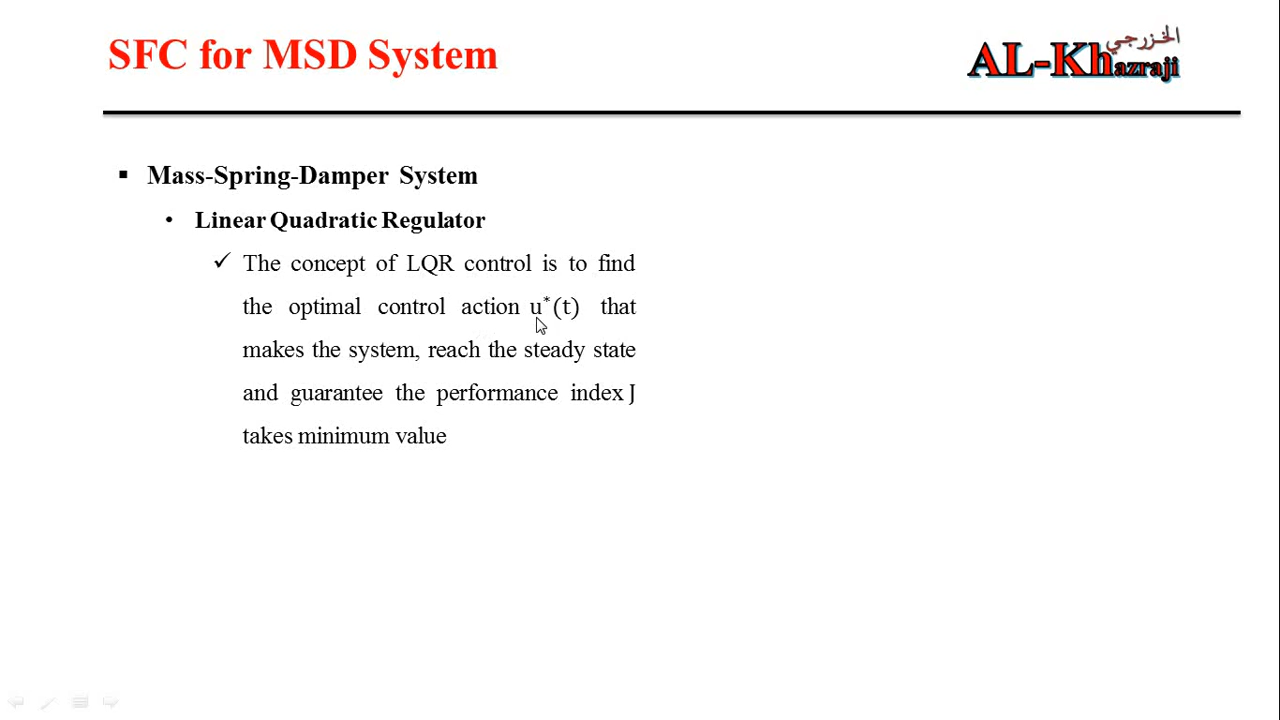 SFC for MSD System
الخزرجي
AL-Khazraji
▪ Mass-Spring-Damper System
• Linear Quadratic Regulator
✓ The concept of LQR control is to find
the optimal control action u*(t) that
makes the system, reach the steady state
and guarantee the performance index J
takes minimum value